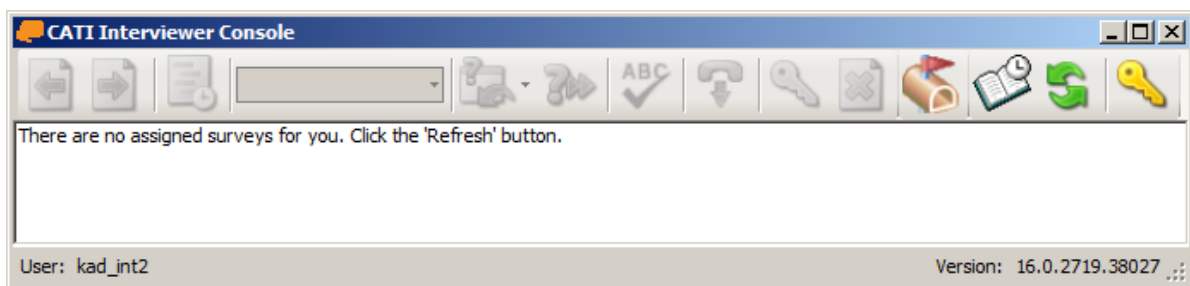 CATI Interviewer Console
ABC
There are no assigned surveys for you. Click the 'Refresh' button.
User: kad_int2 Version: 16.0.2719.38027